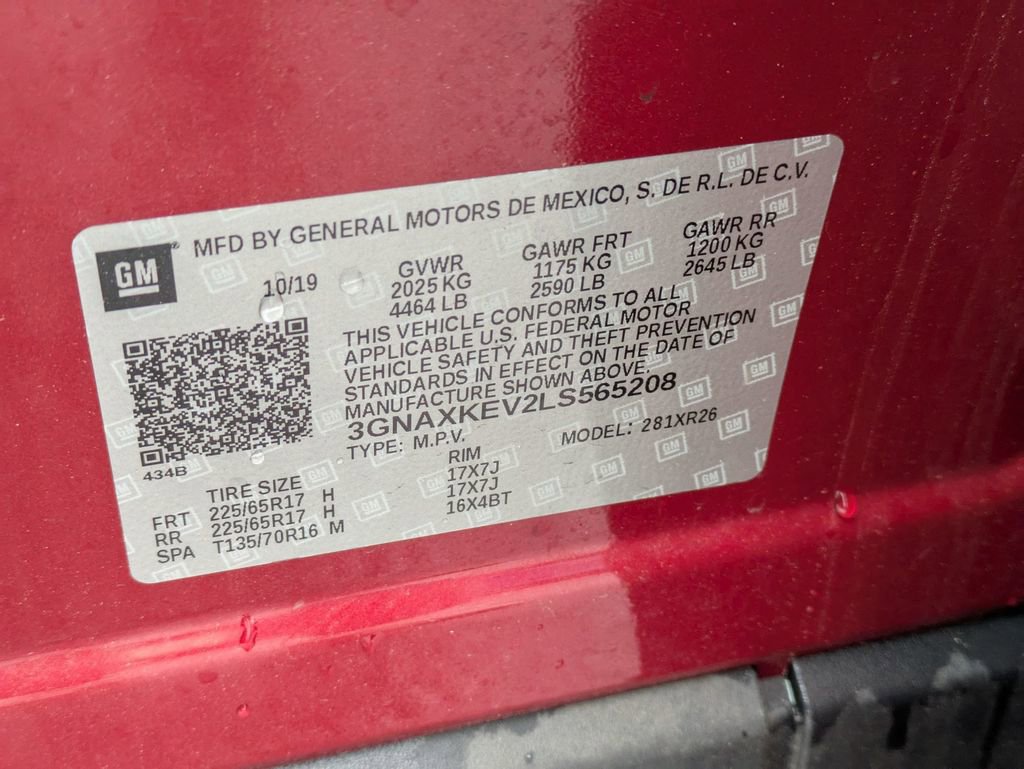 MFD BY GENERAL MOTORS DE MEXICO, S. DE R.L. DE C.V.
GM®
10/19
GVWR GAWR FRT GAWR RR
2025 KG 1175 KG 1200 KG
4464 LB 2590 LB 2645 LB
THIS VEHICLE CONFORMS TO ALL
APPLICABLE U.S. FEDERAL MOTOR
VEHICLE SAFETY AND THEFT PREVENTION
STANDARDS IN EFFECT ON THE DATE OF
MANUFACTURE SHOWN ABOVE.
3GNAXKEV2LS565208
TYPE: M.P.V. MODEL: 281XR26
434B
TIRE SIZE RIM
FRT 225/65R17 H 17X7J
RR 225/65R17 H 17X7J
SPA T135/70R16 M 16X4BT